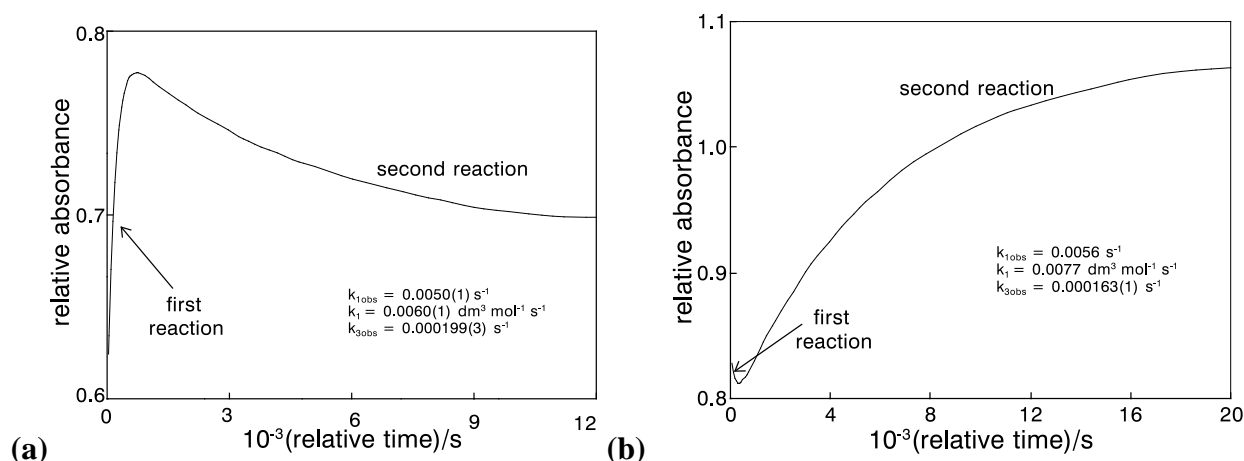 0.8
0.7
0.6
relative absorbance
0
3
6
9
12
10⁻³(relative time)/s
first
reaction
second reaction
k₁obs = 0.0050(1) s⁻¹
k₁ = 0.0060(1) dm³ mol⁻¹ s⁻¹
k₃obs = 0.000199(3) s⁻¹
(a)
1.1
1.0
0.9
0.8
relative absorbance
0
4
8
12
16
20
10⁻³(relative time)/s
second reaction
first
reaction
k₁obs = 0.0056 s⁻¹
k₁ = 0.0077 dm³ mol⁻¹ s⁻¹
k₃obs = 0.000163(1) s⁻¹
(b)